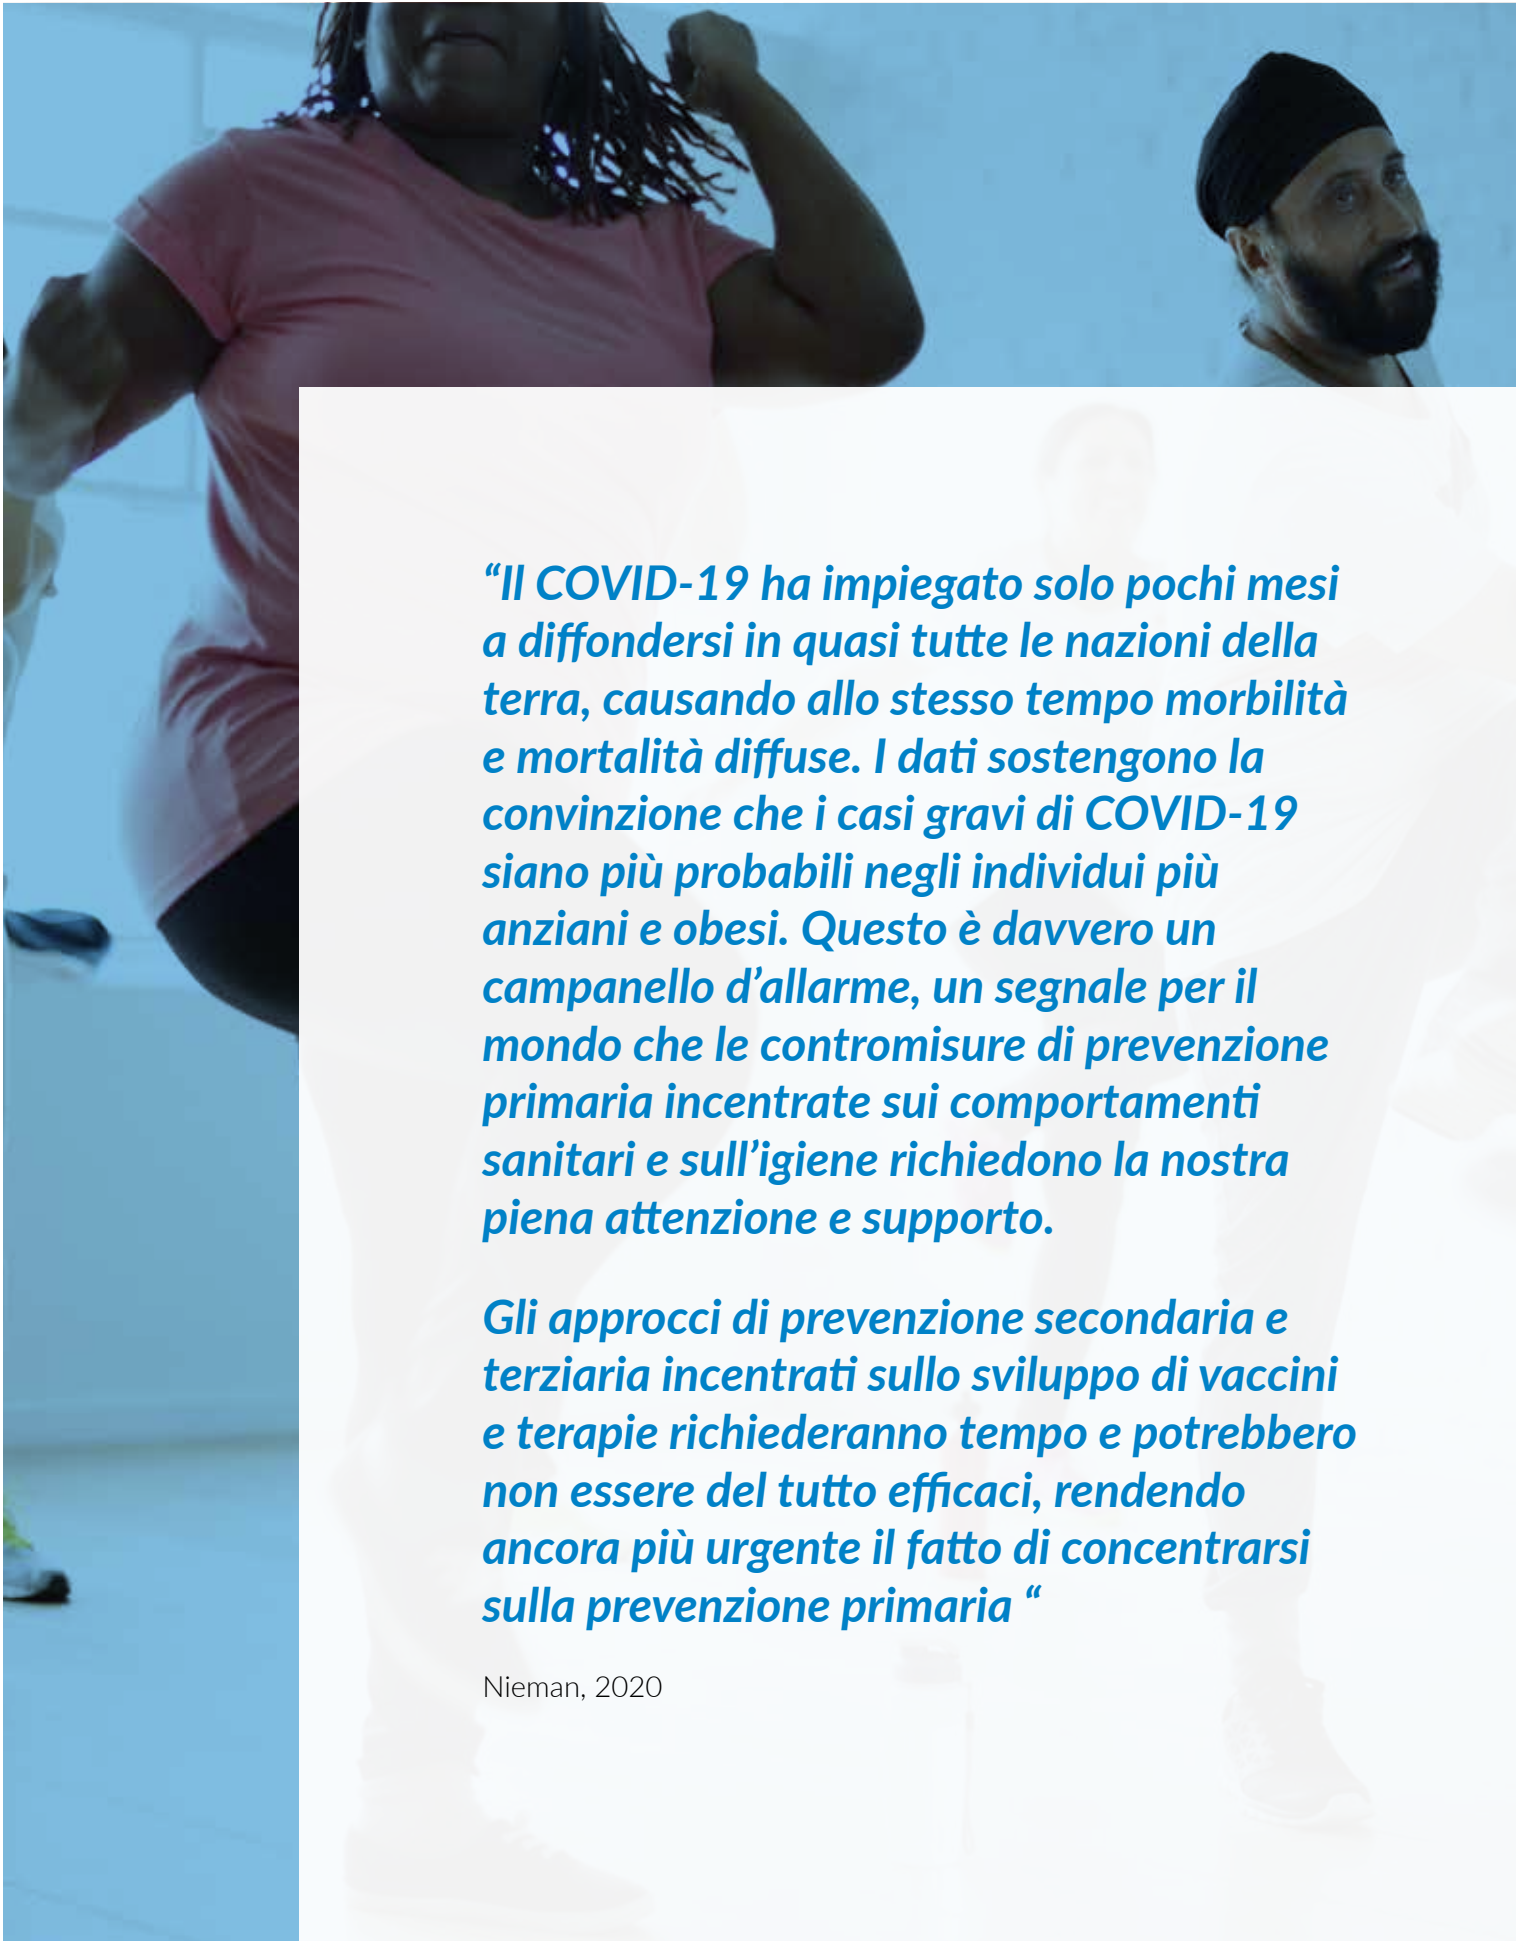 “Il COVID-19 ha impiegato solo pochi mesi
a diffondersi in quasi tutte le nazioni della
terra, causando allo stesso tempo morbilità
e mortalità diffuse. I dati sostengono la
convinzione che i casi gravi di COVID-19
siano più probabili negli individui più
anziani e obesi. Questo è davvero un
campanello d’allarme, un segnale per il
mondo che le contromisure di prevenzione
primaria incentrate sui comportamenti
sanitari e sull’igiene richiedono la nostra
piena attenzione e supporto.
Gli approcci di prevenzione secondaria e
terziaria incentrati sullo sviluppo di vaccini
e terapie richiederanno tempo e potrebbero
non essere del tutto efficaci, rendendo
ancora più urgente il fatto di concentrarsi
sulla prevenzione primaria “
Nieman, 2020